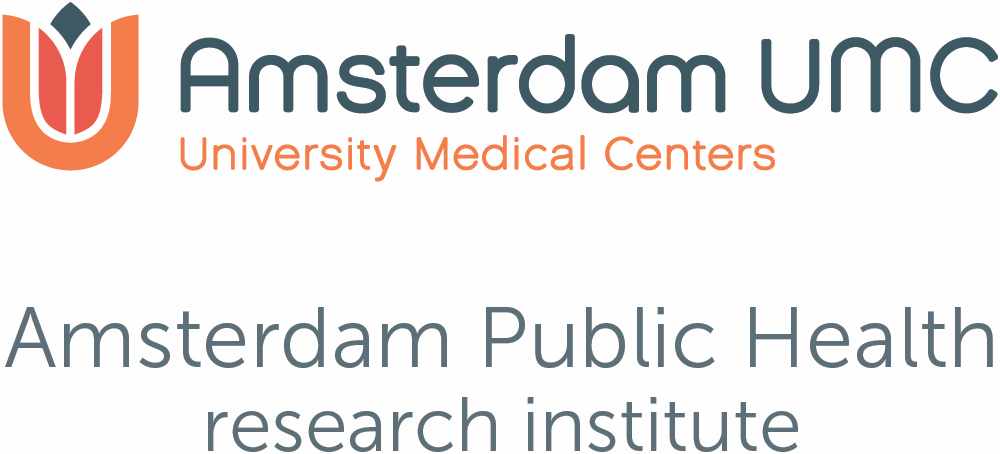 Amsterdam UMC
University Medical Centers
Amsterdam Public Health
research institute